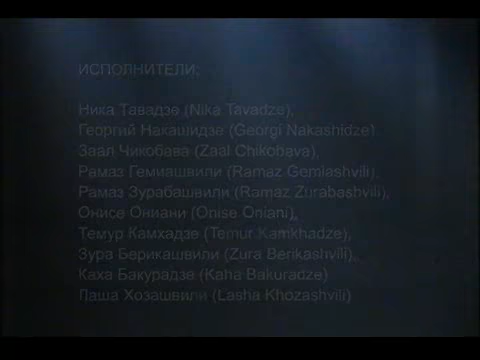 ИСПОЛНИТЕЛИ:

Ника Тавадзе (Nika Tavadze),
Георгий Накашидзе (Georgi Nakashidze)
Заал Чикобава (Zaal Chikobava),
Рамаз Гемиашвили (Ramaz Gemiashvili),
Рамаз Зурабашвили (Ramaz Zurabashvili),
Онисе Ониани (Onise Oniani),
Темур Камхадзе (Temur Kamkhadze),
Зура Берикашвили (Zura Berikashvili),
Каха Бакурадзе (Kaha Bakuradze)
Лаша Хозашвили (Lasha Khozashvili)